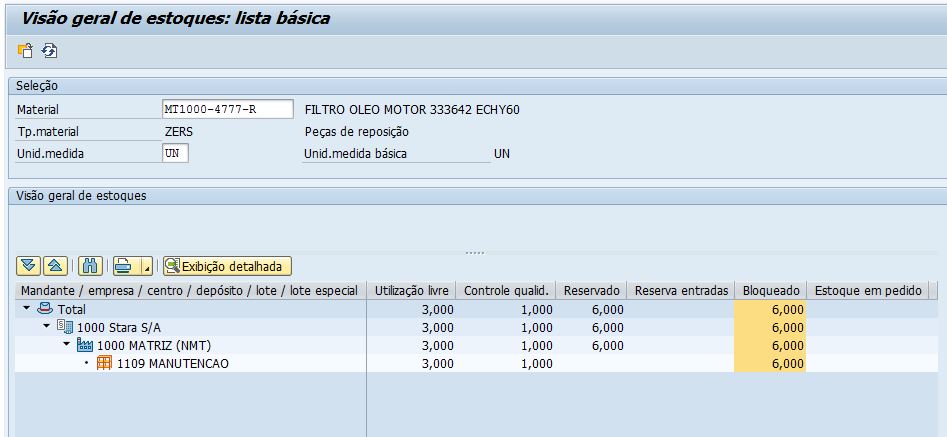 Visão geral de estoques: lista básica
Seleção
Material MT1000-4777-R FILTRO OLEO MOTOR 333642 ECHY60
Tp.material ZERS Peças de reposição
Unid.medida UN Unid.medida básica UN
Visão geral de estoques
Exibição detalhada
Mandante / empresa / centro / depósito / lote / lote especial Utilização livre Controle qualid. Reservado Reserva entradas Bloqueado Estoque em pedido
Total 3,000 1,000 6,000 6,000
1000 Stara S/A 3,000 1,000 6,000 6,000
1000 MATRIZ (NMT) 3,000 1,000 6,000 6,000
1109 MANUTENCAO 3,000 1,000 6,000